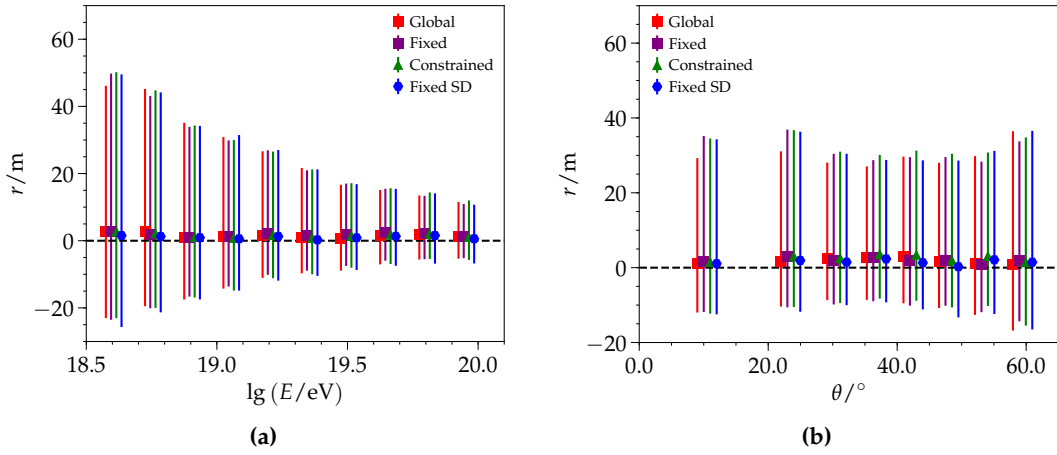 60
40
20
0
−20
r/m
18.5 19.0 19.5 20.0
lg (E/eV)
Global
Fixed
Constrained
Fixed SD
(a)
60
40
20
0
−20
r/m
0.0 20.0 40.0 60.0
θ/°
Global
Fixed
Constrained
Fixed SD
(b)